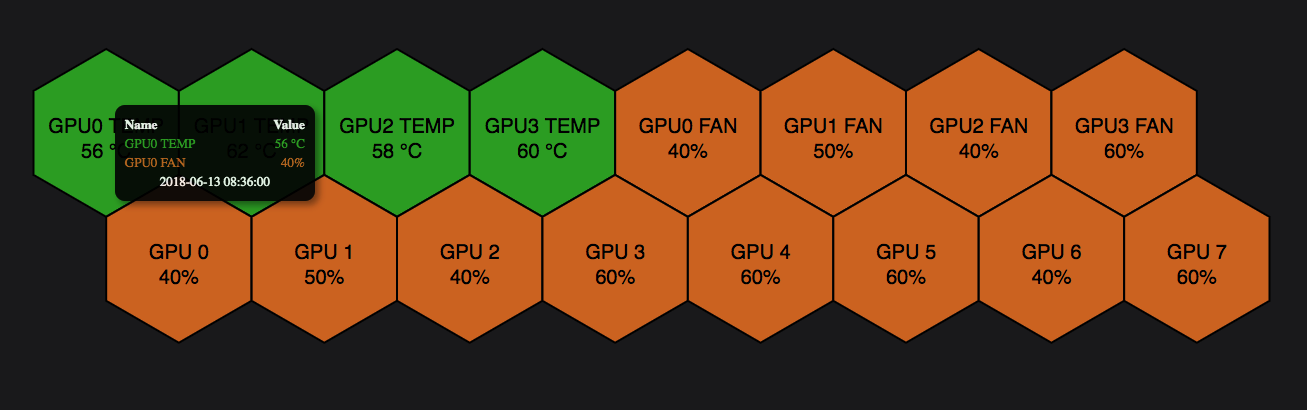 GPU0 TEMP
56 °C
GPU1 TEMP
62 °C
GPU2 TEMP
58 °C
GPU3 TEMP
60 °C
GPU0 FAN
40%
GPU1 FAN
50%
GPU2 FAN
40%
GPU3 FAN
60%
Name Value
GPU0 TEMP 56 °C
GPU0 FAN 40%
2018-06-13 08:36:00
GPU 0
40%
GPU 1
50%
GPU 2
40%
GPU 3
60%
GPU 4
60%
GPU 5
60%
GPU 6
40%
GPU 7
60%